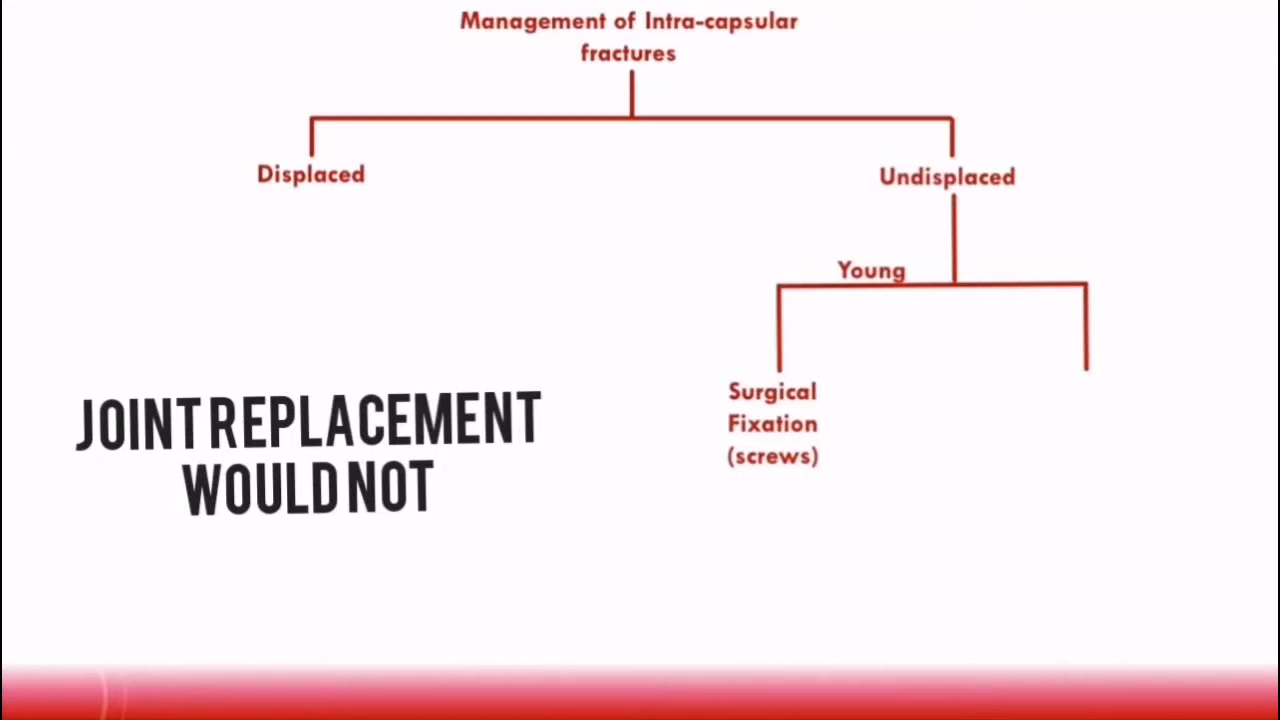 Management of Intra-capsular
fractures
Displaced
Undisplaced
Young
Surgical
Fixation
(screws)
JOINT REPLACEMENT
WOULD NOT